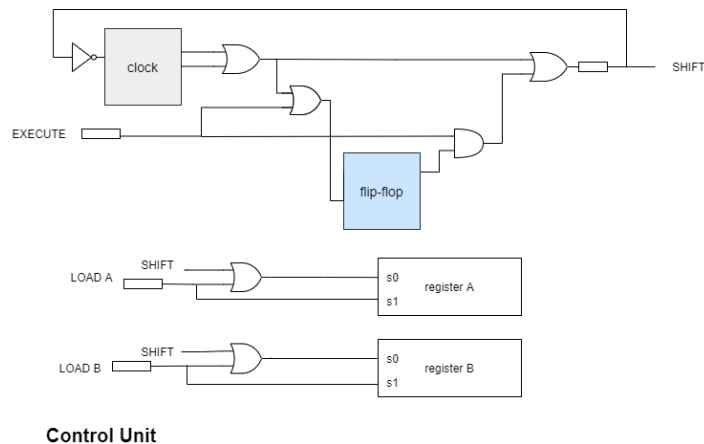 clock
SHIFT
EXECUTE
flip-flop
SHIFT
LOAD A
s0
register A
s1
SHIFT
LOAD B
s0
register B
s1
Control Unit